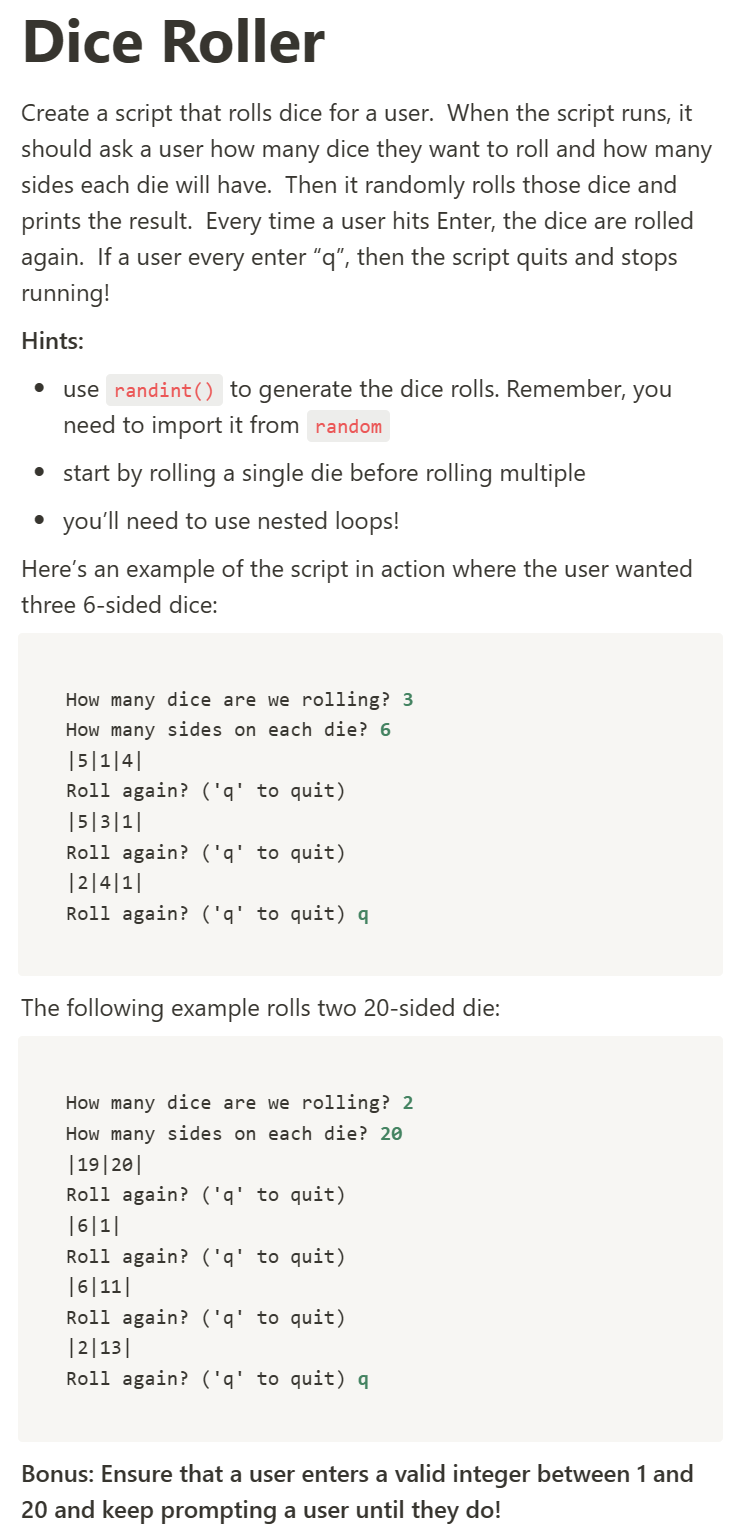 Dice Roller
Create a script that rolls dice for a user.  When the script runs, it
should ask a user how many dice they want to roll and how many
sides each die will have.  Then it randomly rolls those dice and
prints the result.  Every time a user hits Enter, the dice are rolled
again.  If a user every enter “q”, then the script quits and stops
running!
Hints:
• use randint() to generate the dice rolls. Remember, you
need to import it from random
• start by rolling a single die before rolling multiple
• you’ll need to use nested loops!
Here’s an example of the script in action where the user wanted
three 6-sided dice:
How many dice are we rolling? 3
How many sides on each die? 6
|5|1|4|
Roll again? ('q' to quit)
|5|3|1|
Roll again? ('q' to quit)
|2|4|1|
Roll again? ('q' to quit) q
The following example rolls two 20-sided die:
How many dice are we rolling? 2
How many sides on each die? 20
|19|20|
Roll again? ('q' to quit)
|6|1|
Roll again? ('q' to quit)
|6|11|
Roll again? ('q' to quit)
|2|13|
Roll again? ('q' to quit) q
Bonus: Ensure that a user enters a valid integer between 1 and
20 and keep prompting a user until they do!